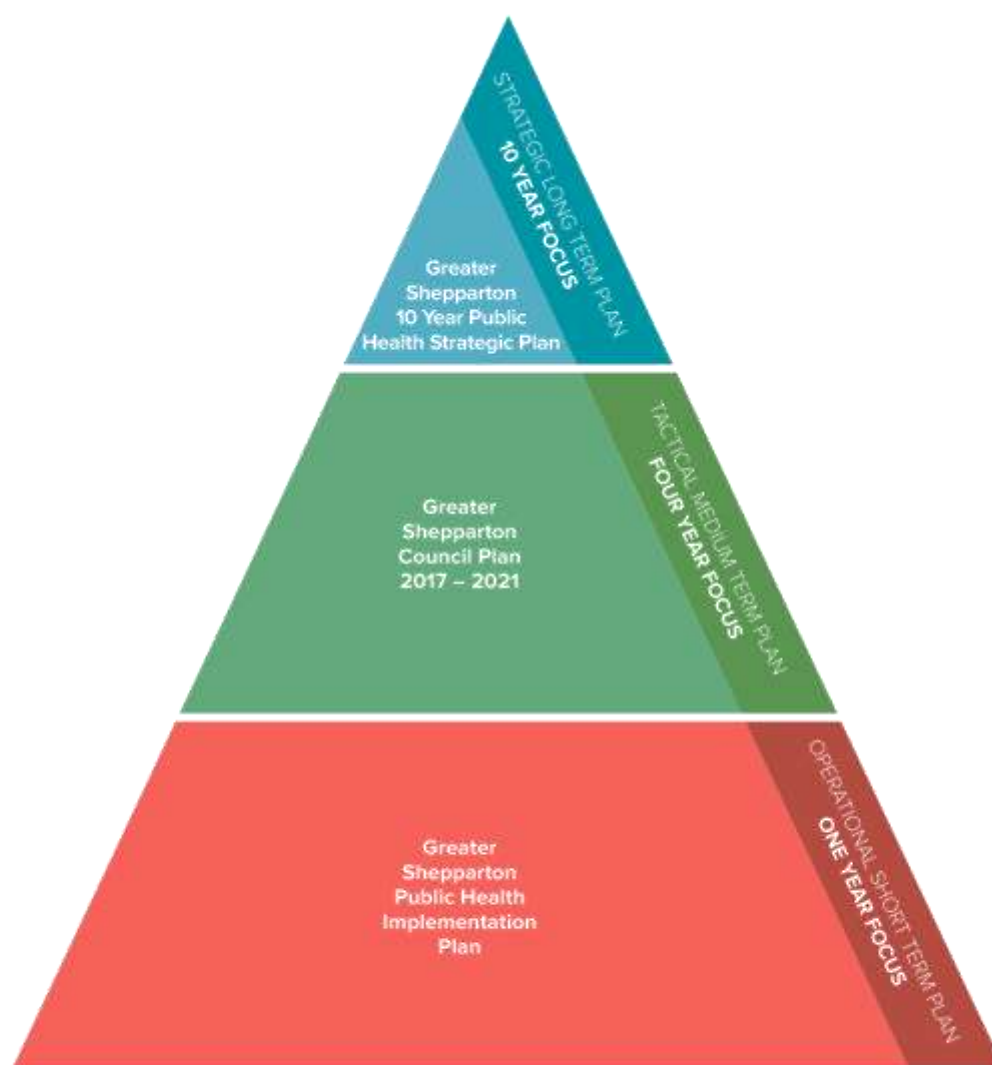 STRATEGIC LONG TERM PLAN
10 YEAR FOCUS
Greater
Shepparton
10 Year Public
Health Strategic Plan
TACTICAL MEDIUM TERM PLAN
FOUR YEAR FOCUS
Greater
Shepparton
Council Plan
2017 – 2021
OPERATIONAL SHORT TERM PLAN
ONE YEAR FOCUS
Greater
Shepparton
Public Health
Implementation
Plan